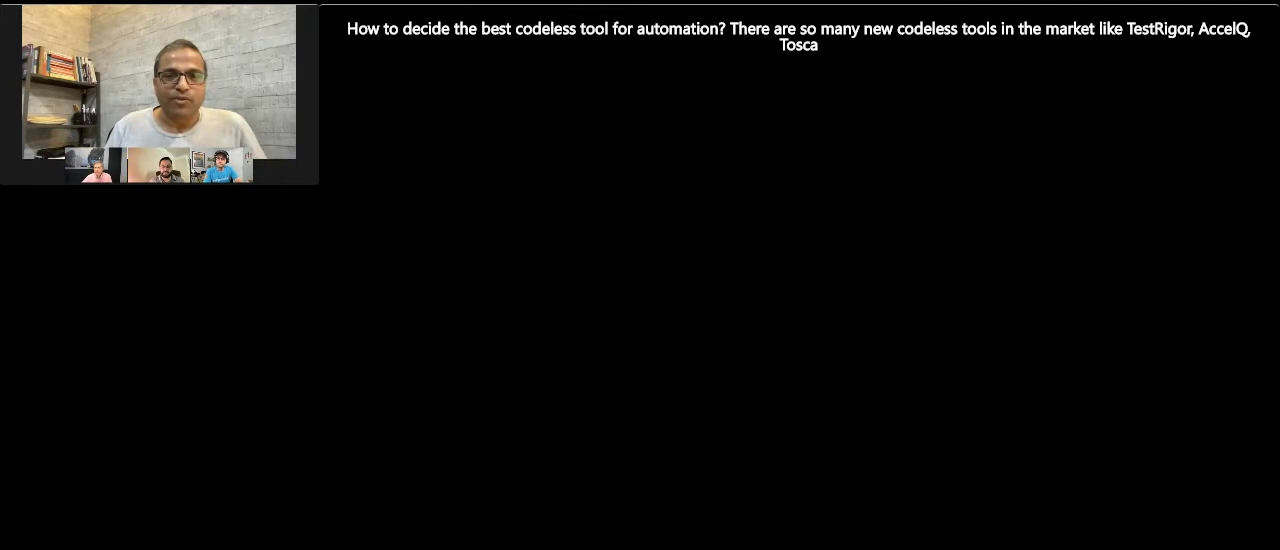 How to decide the best codeless tool for automation? There are so many new codeless tools in the market like TestRigor, AccelQ,
Tosca